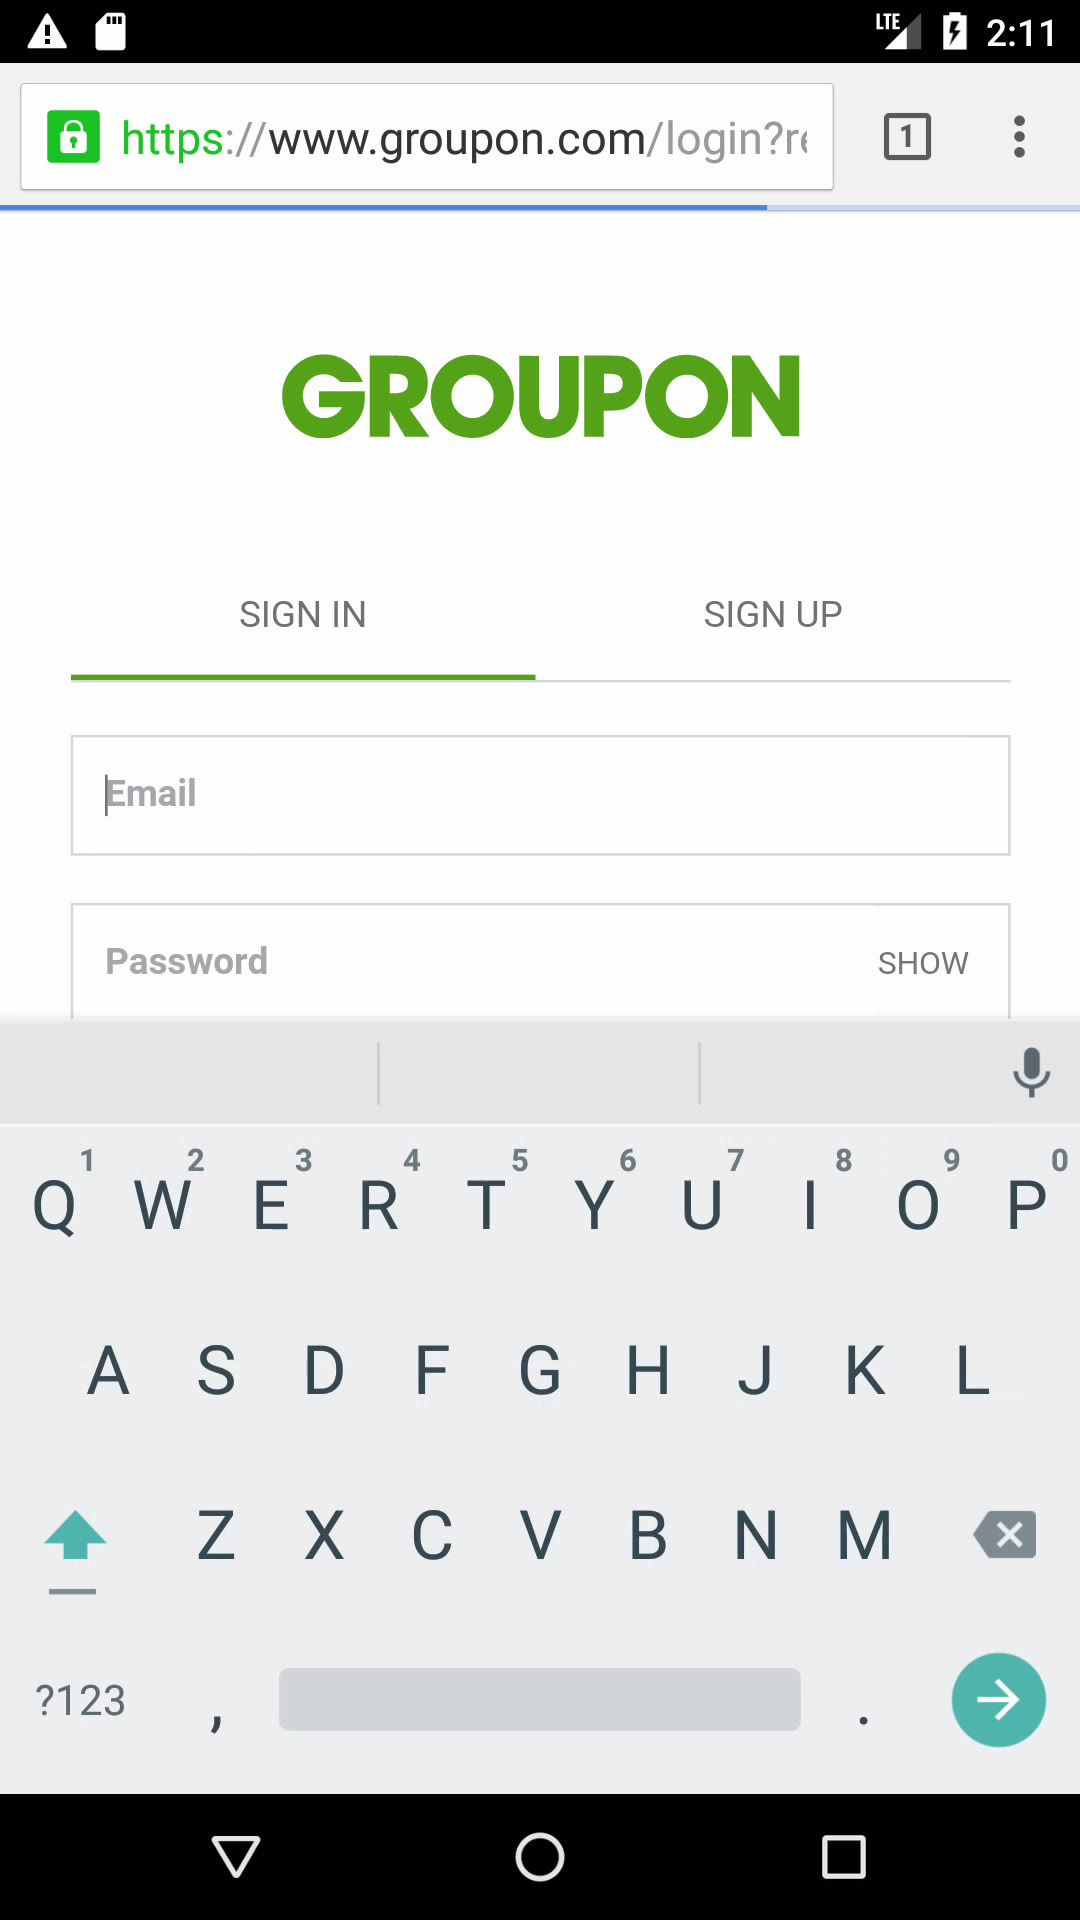 LTE 2:11
https://www.groupon.com/login?re
1
GROUPON
SIGN IN SIGN UP
Email
Password SHOW
1 2 3 4 5 6 7 8 9 0
Q W E R T Y U I O P
A S D F G H J K L
Z X C V B N M
?123 , .